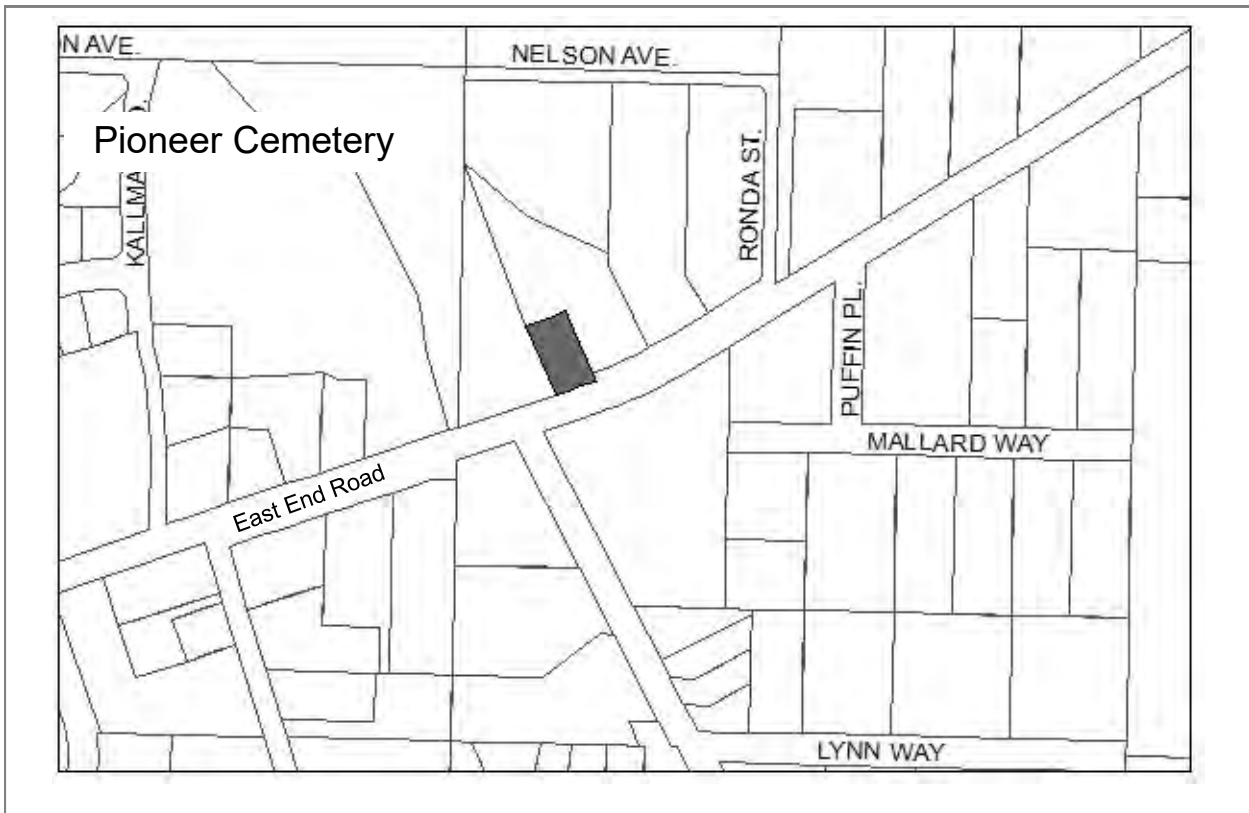 N AVE.
NELSON AVE.
Pioneer Cemetery
KALLMA
RONDA ST.
PUFFIN PL.
MALLARD WAY
East End Road
LYNN WAY